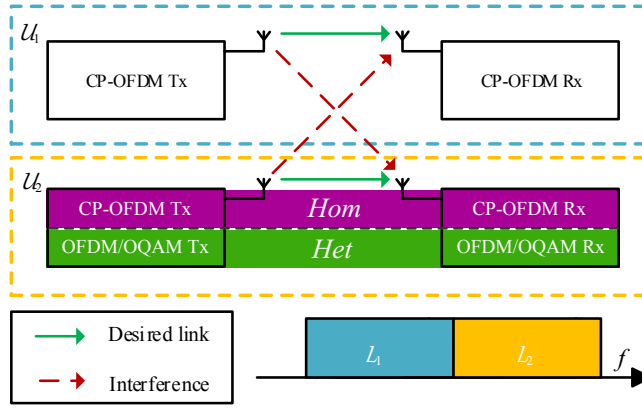 U₁
CP-OFDM Tx
CP-OFDM Rx
U₂
CP-OFDM Tx
Hom
CP-OFDM Rx
OFDM/OQAM Tx
Het
OFDM/OQAM Rx
Desired link
Interference
L₁
L₂
f